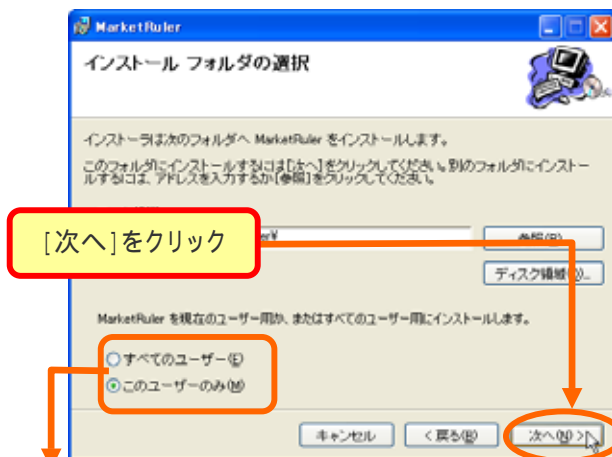 MarketRuler
インストール フォルダの選択
インストーラは次のフォルダへ MarketRuler をインストールします。
このフォルダにインストールするには[次へ]をクリックしてください。別のフォルダにインストー
ルするには、アドレスを入力するか[参照]をクリックしてください。
[次へ]をクリック
er¥
参照(R)...
ディスク領域(D)...
MarketRuler を現在のユーザー用か、またはすべてのユーザー用にインストールします。
すべてのユーザー(E)
このユーザーのみ(M)
キャンセル
< 戻る(B)
次へ(N) >